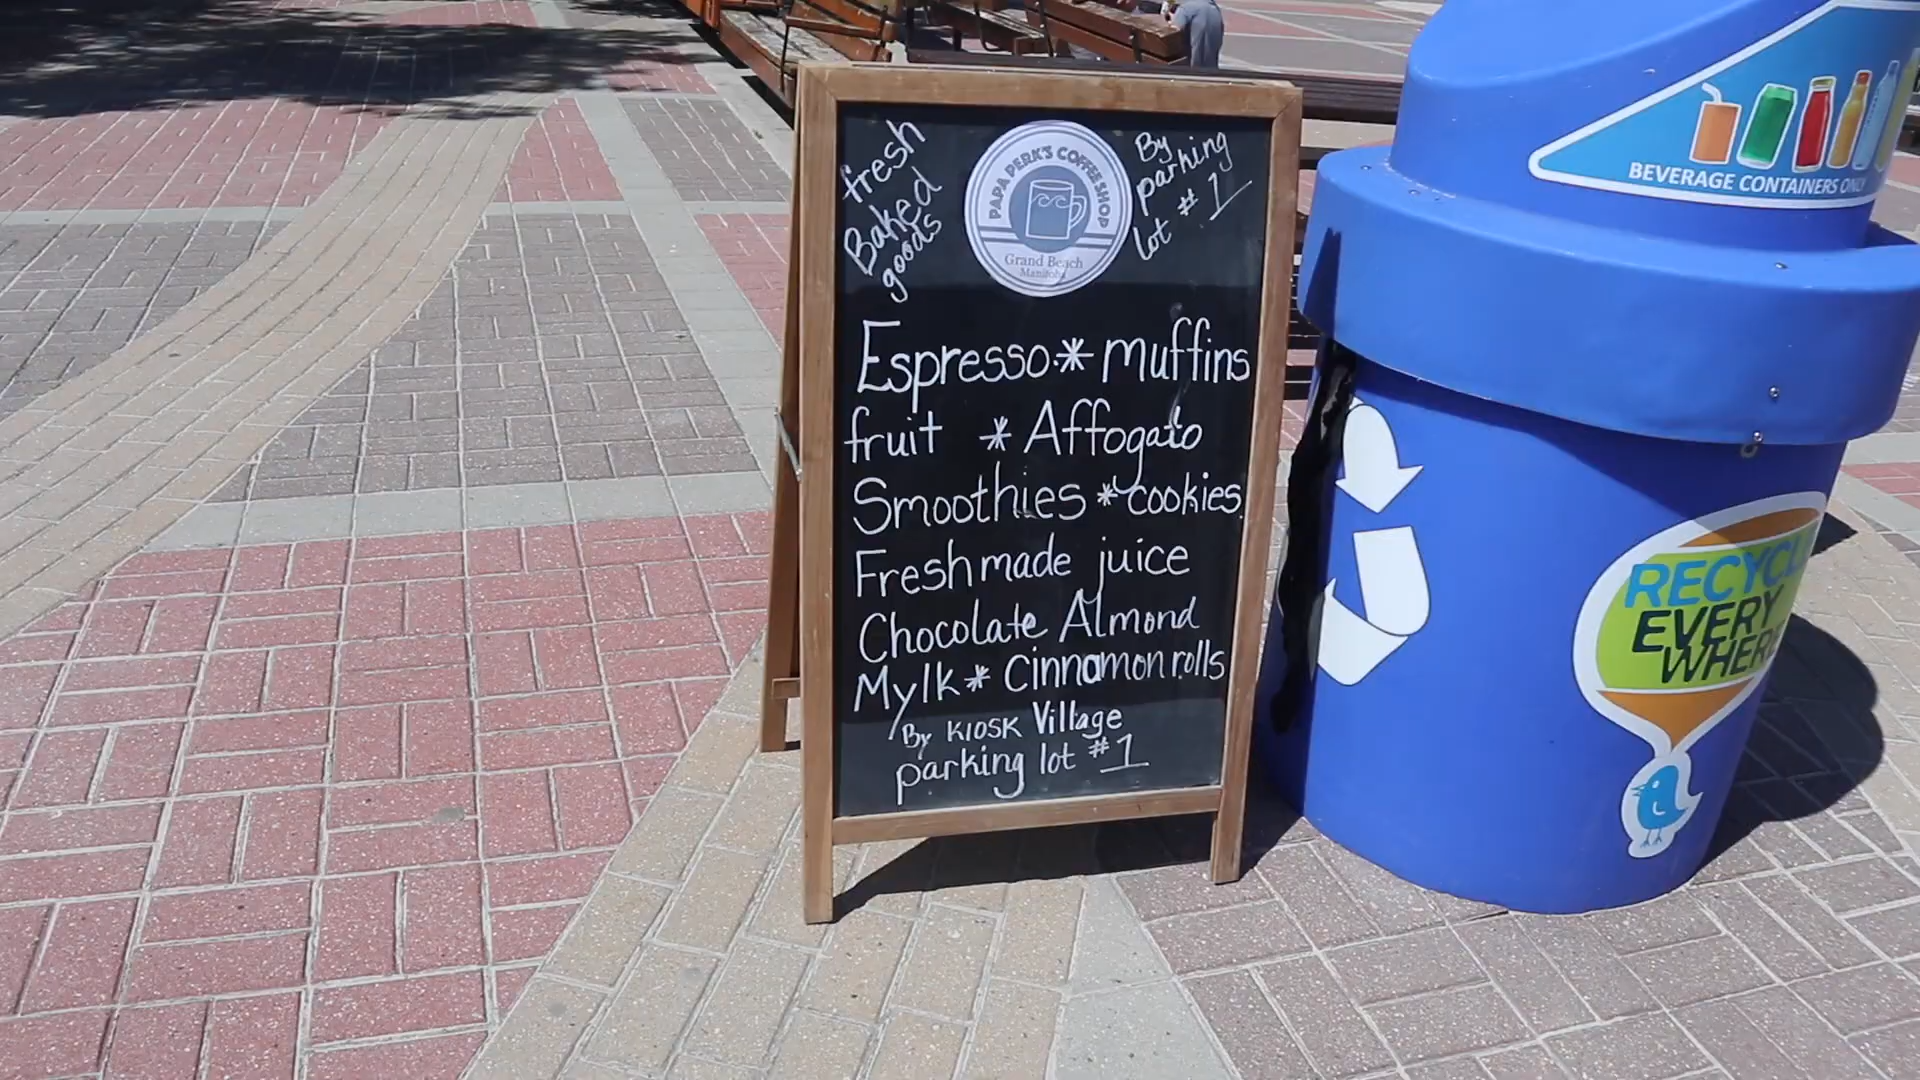 fresh
Baked
goods
PAPA PERK'S COFFEE SHOP
Grand Beach
Manitoba
By
parking
lot #1
Espresso * muffins
fruit * Affogato
Smoothies * cookies
Fresh made juice
Chocolate Almond
Mylk * Cinnamon rolls
By KIOSK Village
parking lot #1
BEVERAGE CONTAINERS ONLY
RECYCL
EVERY
WHERE